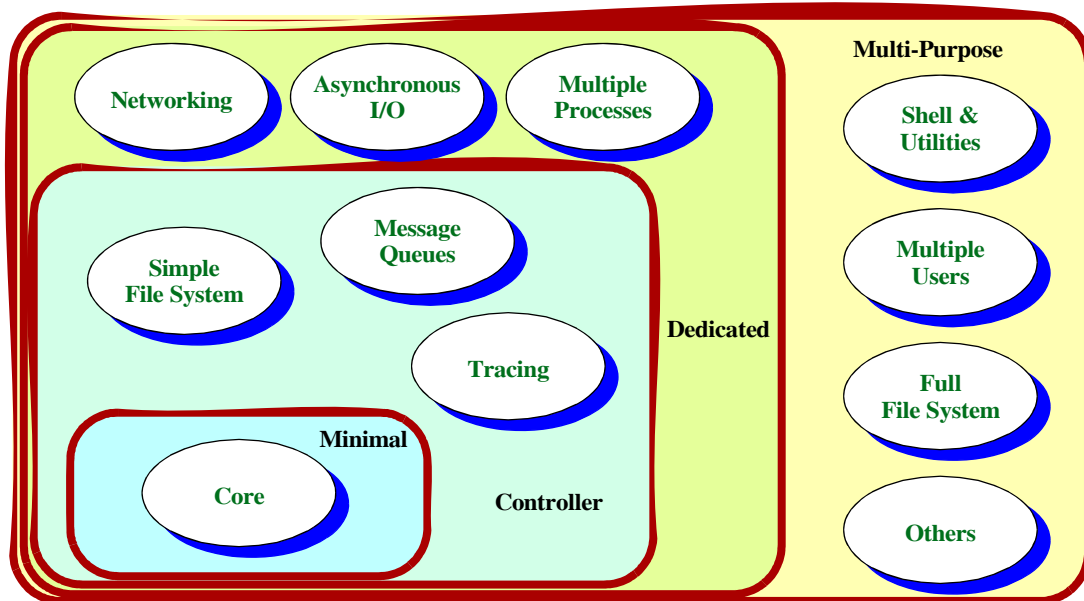 Multi-Purpose
Networking
Asynchronous
I/O
Multiple
Processes
Shell &
Utilities
Message
Queues
Simple
File System
Multiple
Users
Dedicated
Tracing
Full
File System
Minimal
Core
Controller
Others